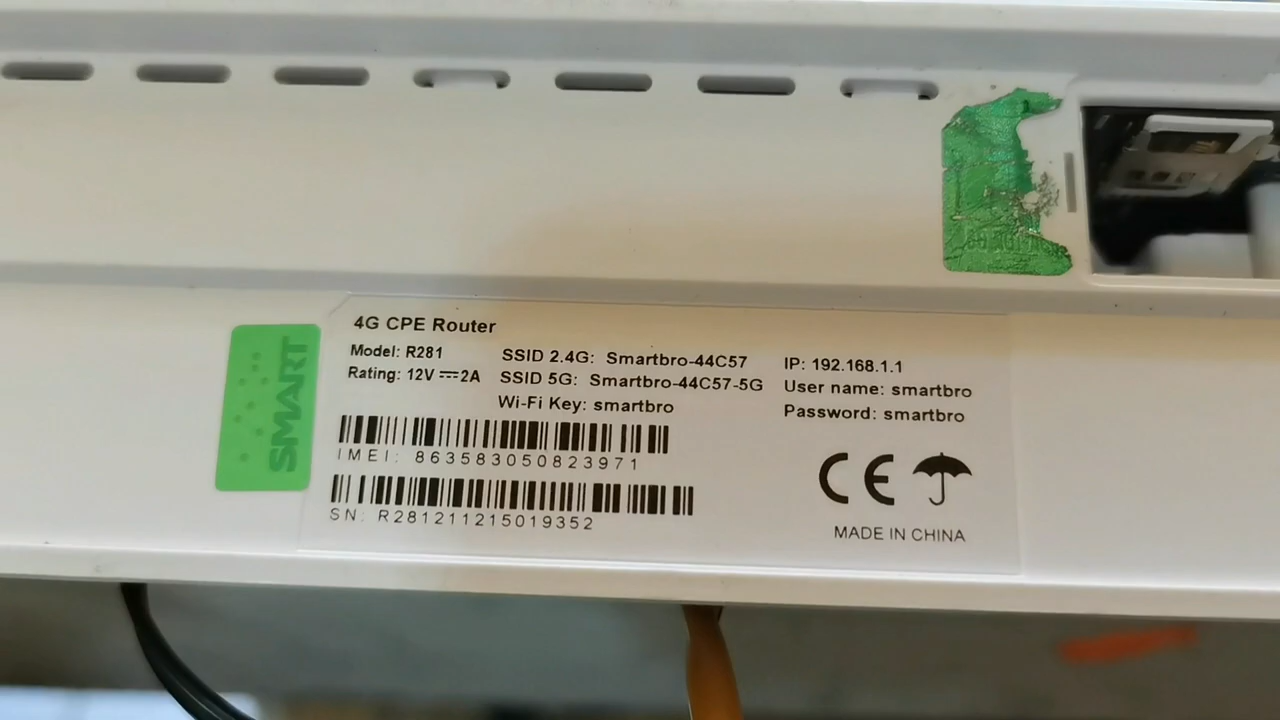 4G CPE Router
Model: R281
Rating: 12V ⎓ 2A
SSID 2.4G: Smartbro-44C57
SSID 5G: Smartbro-44C57-5G
Wi-Fi Key: smartbro
IP: 192.168.1.1
User name: smartbro
Password: smartbro
IMEI: 863583050823971
SN: R281211215019352
CE
MADE IN CHINA
SMART